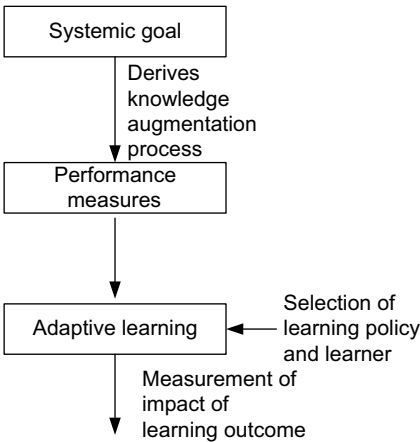 Systemic goal
Derives
knowledge
augmentation
process
Performance
measures
Adaptive learning
Selection of
learning policy
and learner
Measurement of
impact of
learning outcome